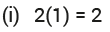 (i) 2(1) = 2